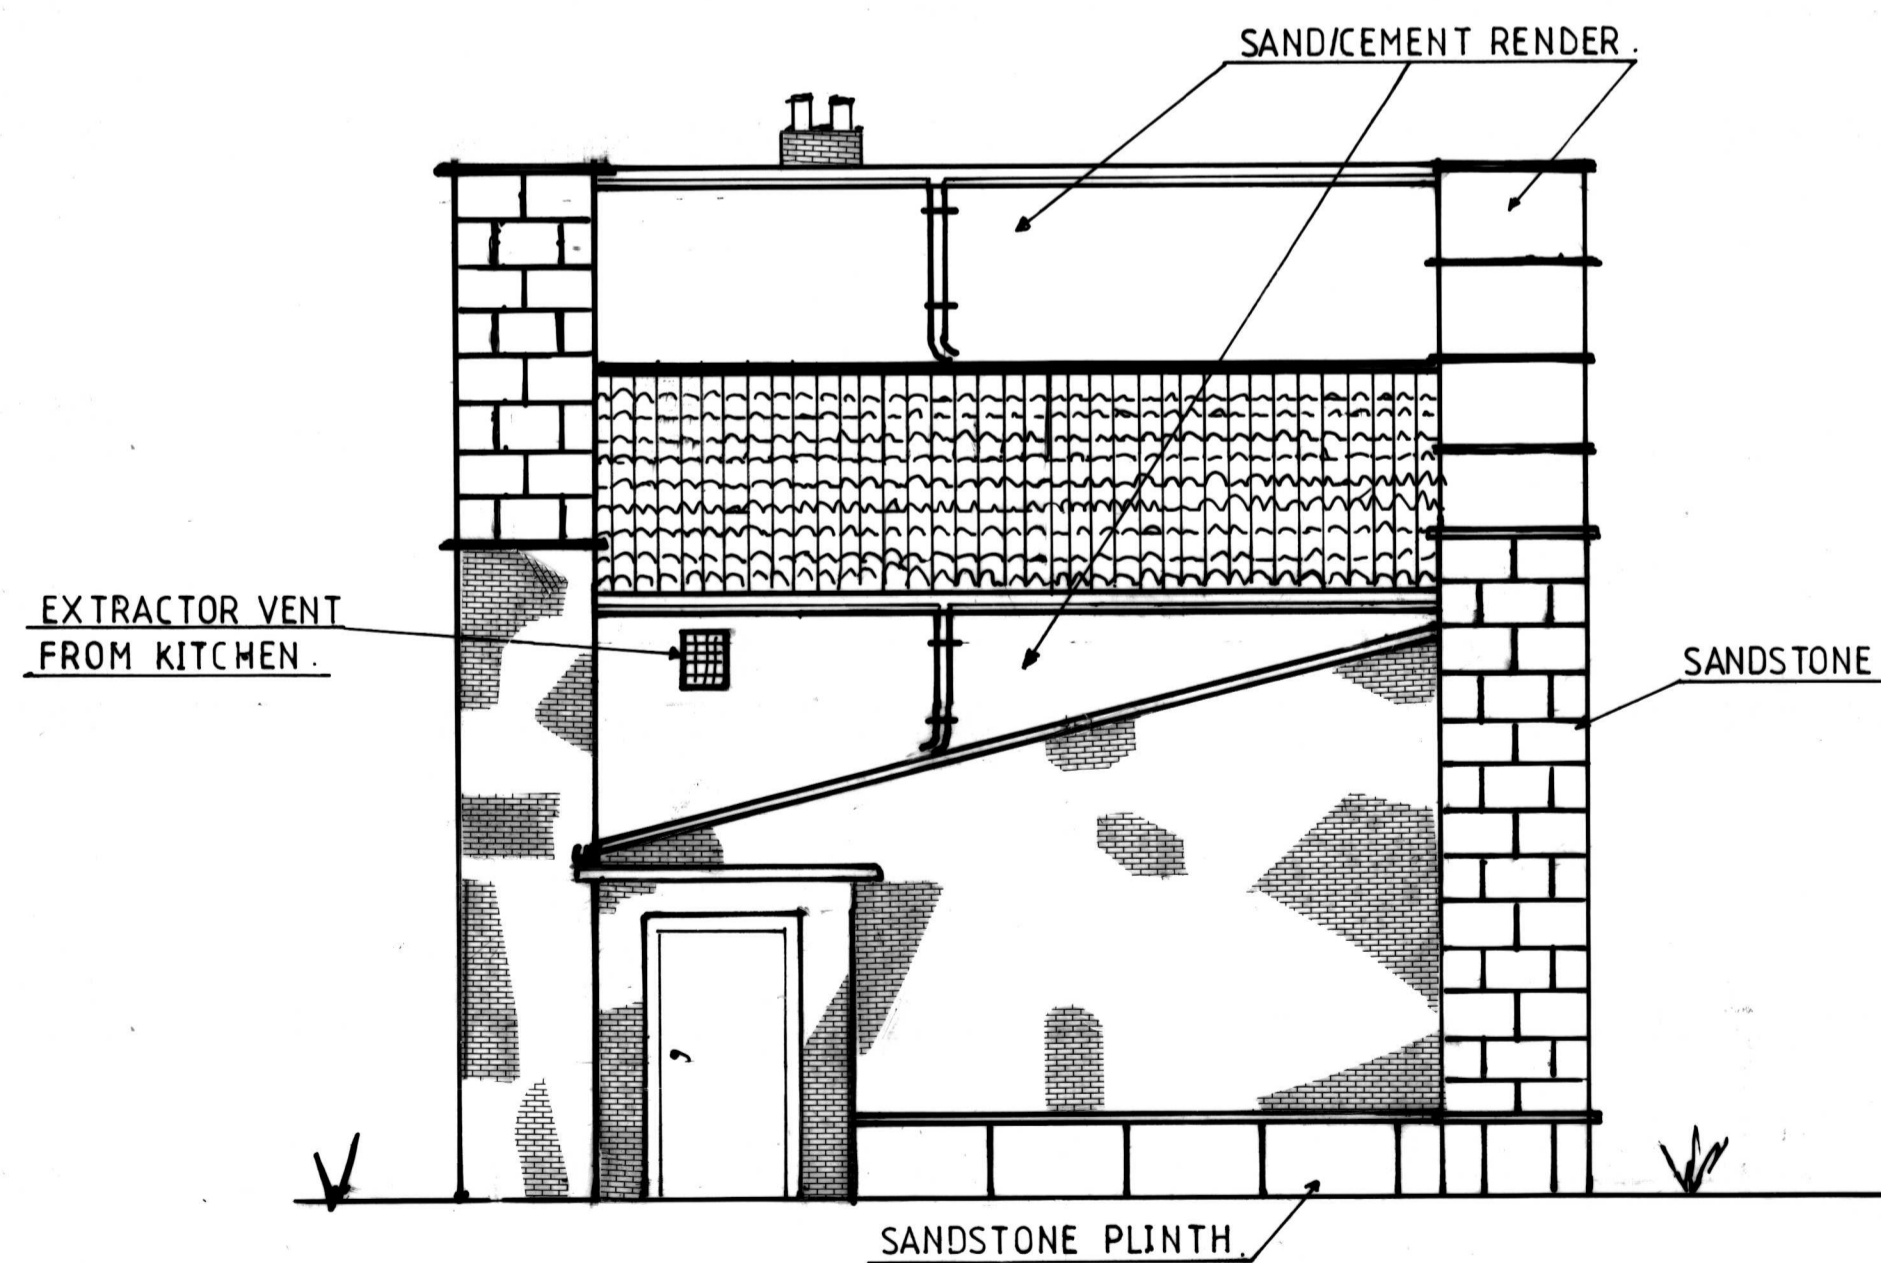 SAND/CEMENT RENDER.
EXTRACTOR VENT
FROM KITCHEN.
SANDSTONE
SANDSTONE PLINTH.